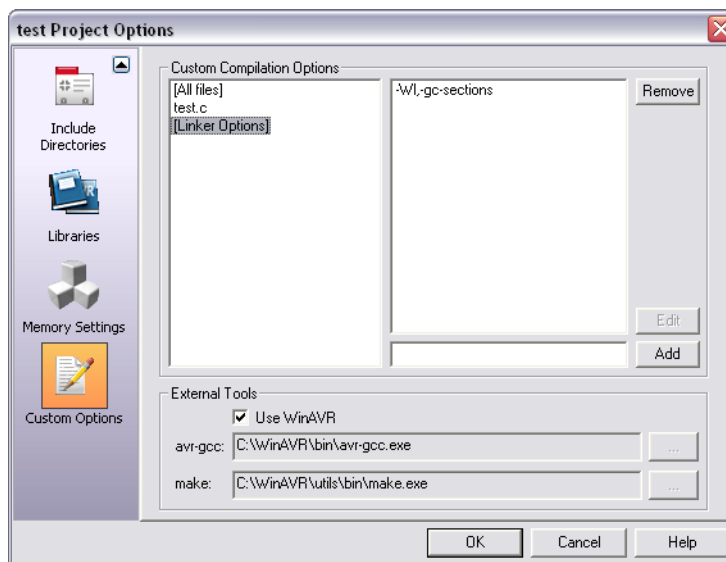 test Project Options
Custom Compilation Options
Include
Directories
Libraries
Memory Settings
Custom Options
[All files]
test.c
[Linker Options]
-Wl,-gc-sections
Remove
Edit
Add
External Tools
Use WinAVR
avr-gcc: C:\WinAVR\bin\avr-gcc.exe ...
make: C:\WinAVR\utils\bin\make.exe ...
OK Cancel Help